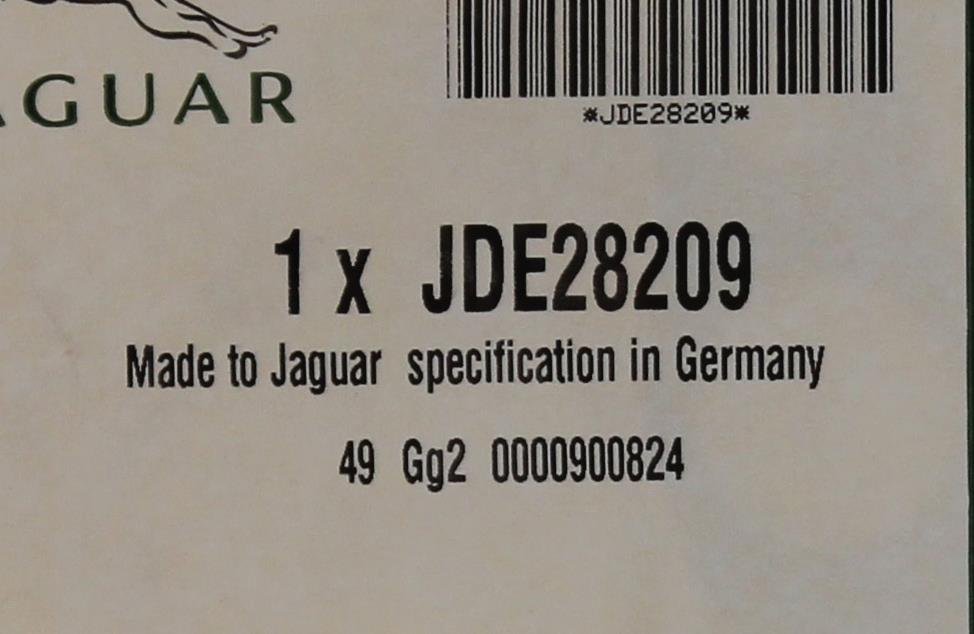 AGUAR
*JDE28209*
1 x JDE28209
Made to Jaguar specification in Germany
49 Gg2 0000900824